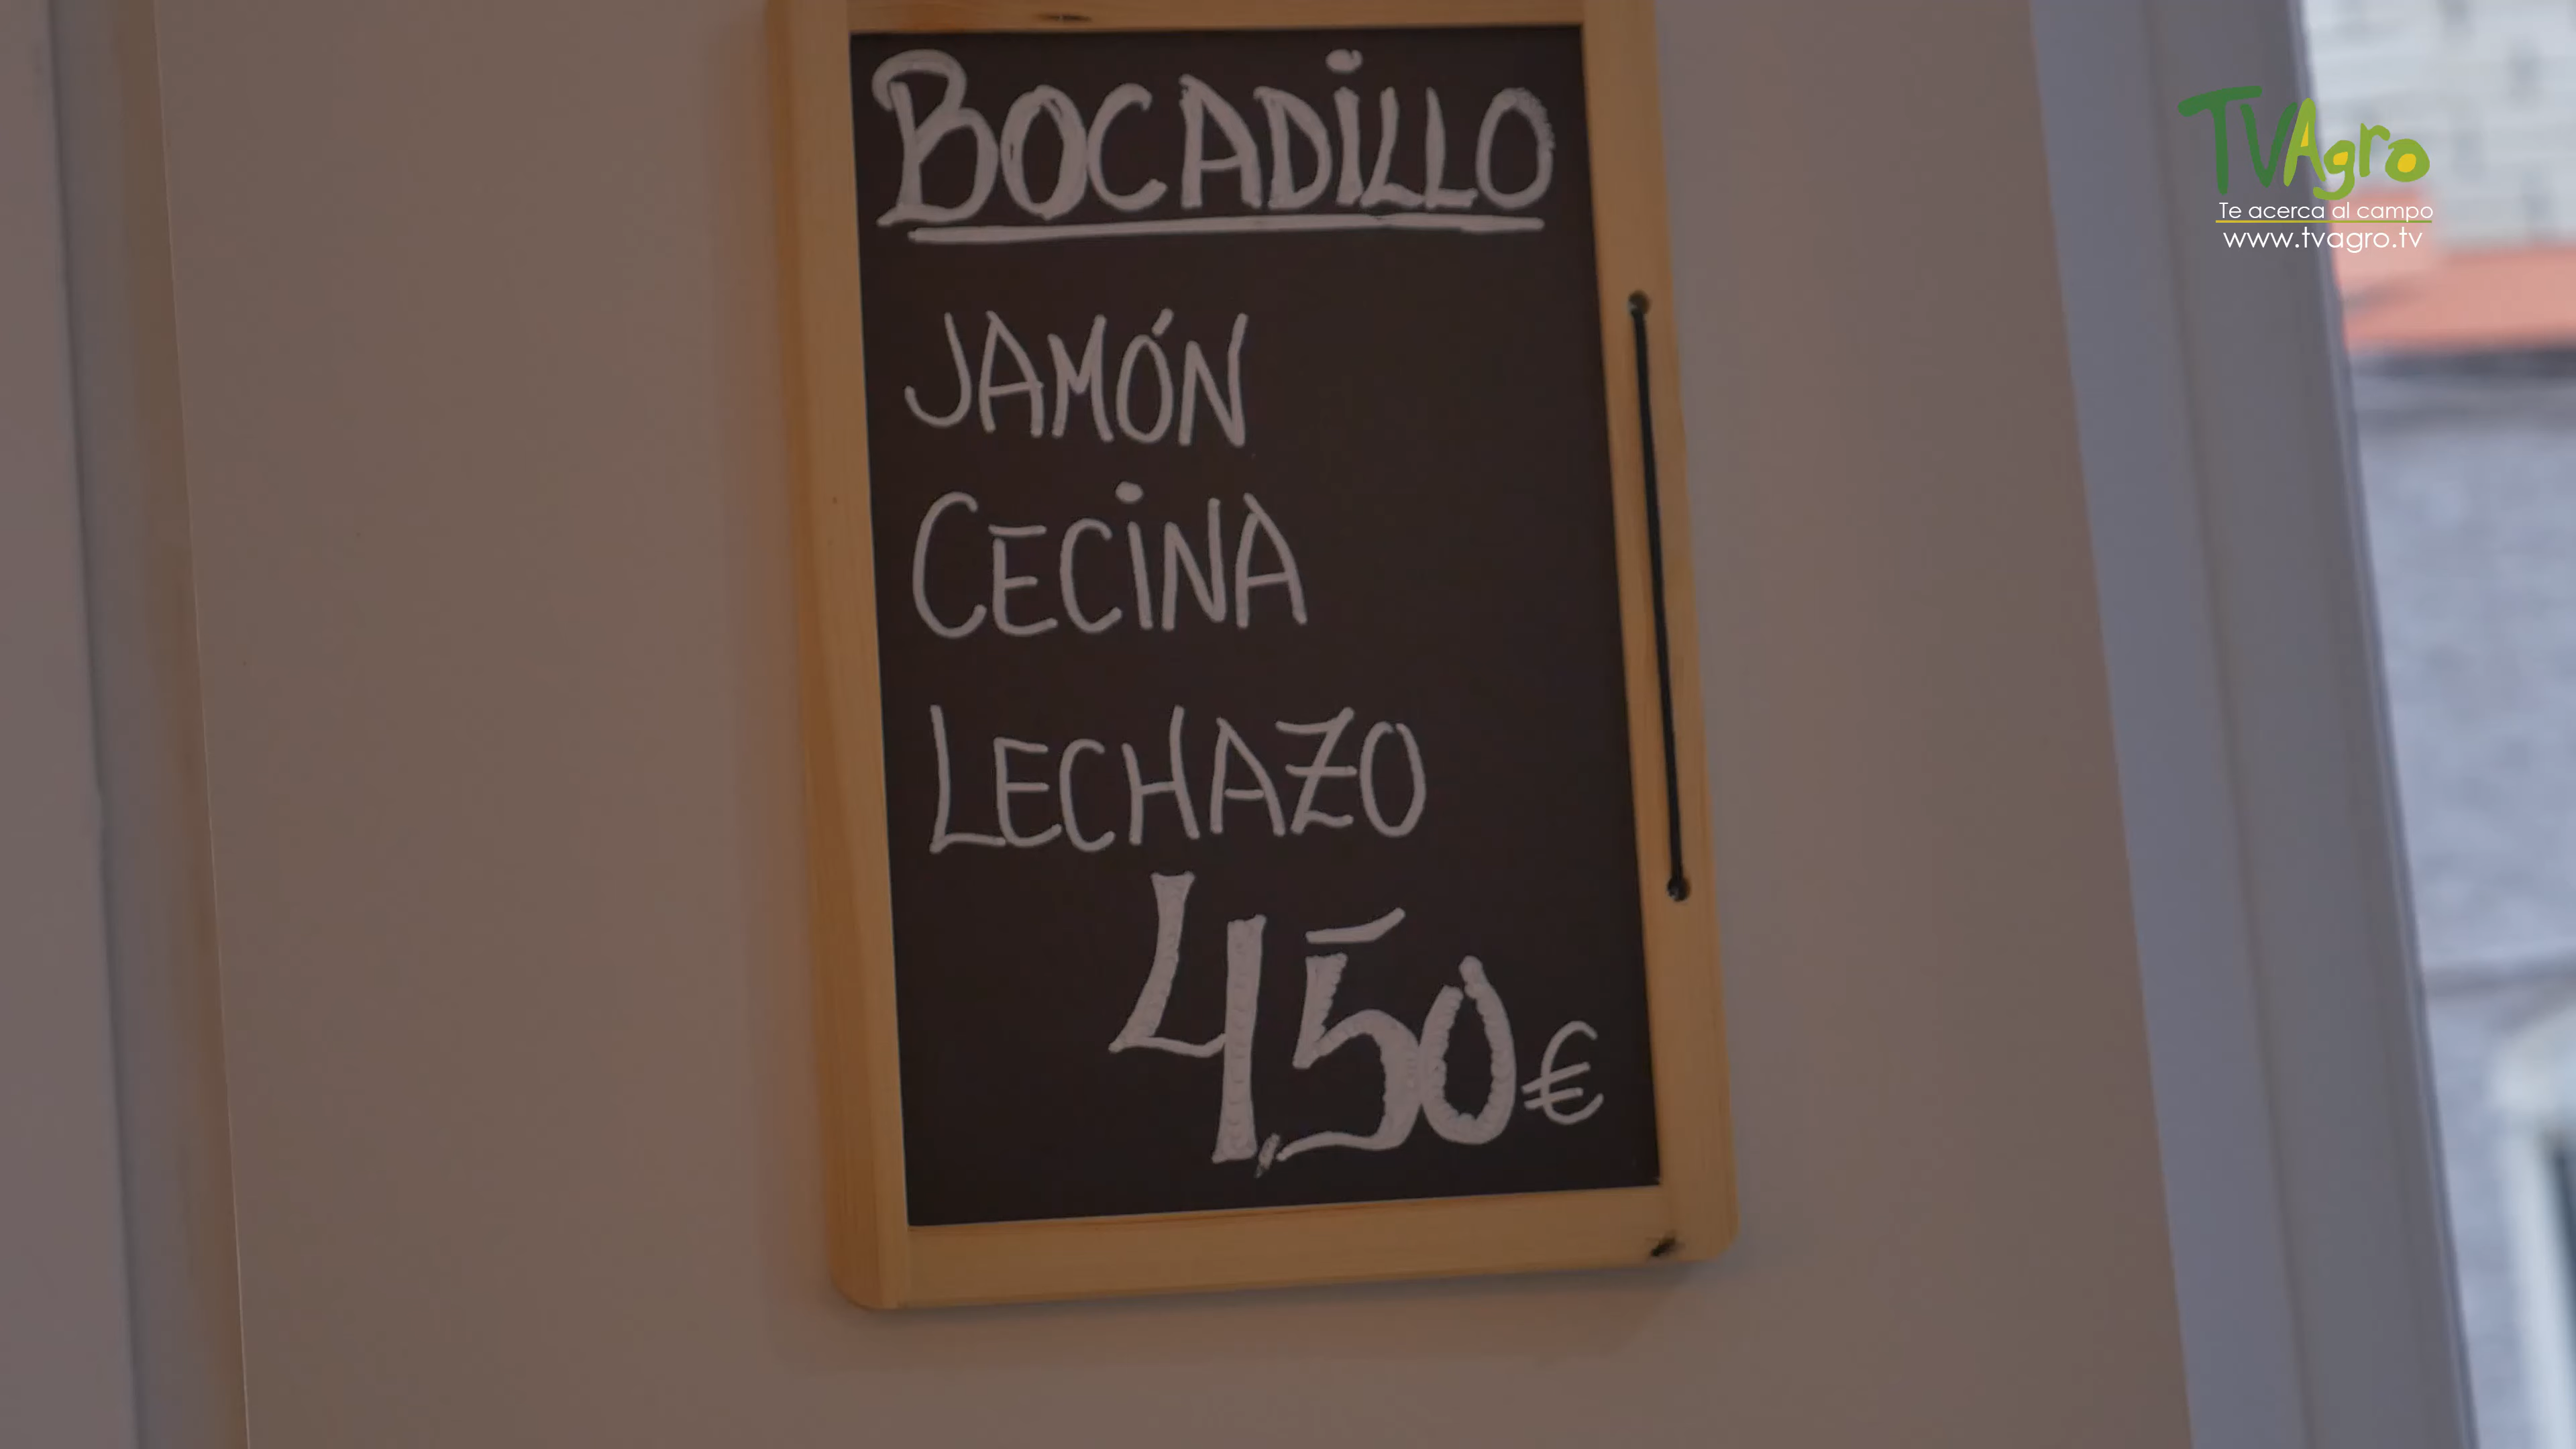 BOCADILLO
JAMÓN
CECINA
LECHAZO
4,50€
TVAgro
Te acerca al campo
www.tvagro.tv